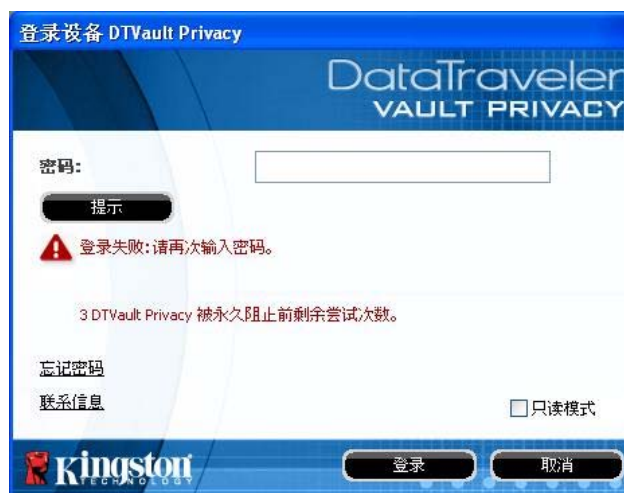 登录设备 DTVault Privacy
DataTraveler
VAULT PRIVACY
密码:
提示
登录失败:请再次输入密码。
3 DTVault Privacy 被永久阻止前剩余尝试次数。
忘记密码
联系信息
只读模式
Kingston
TECHNOLOGY
登录
取消